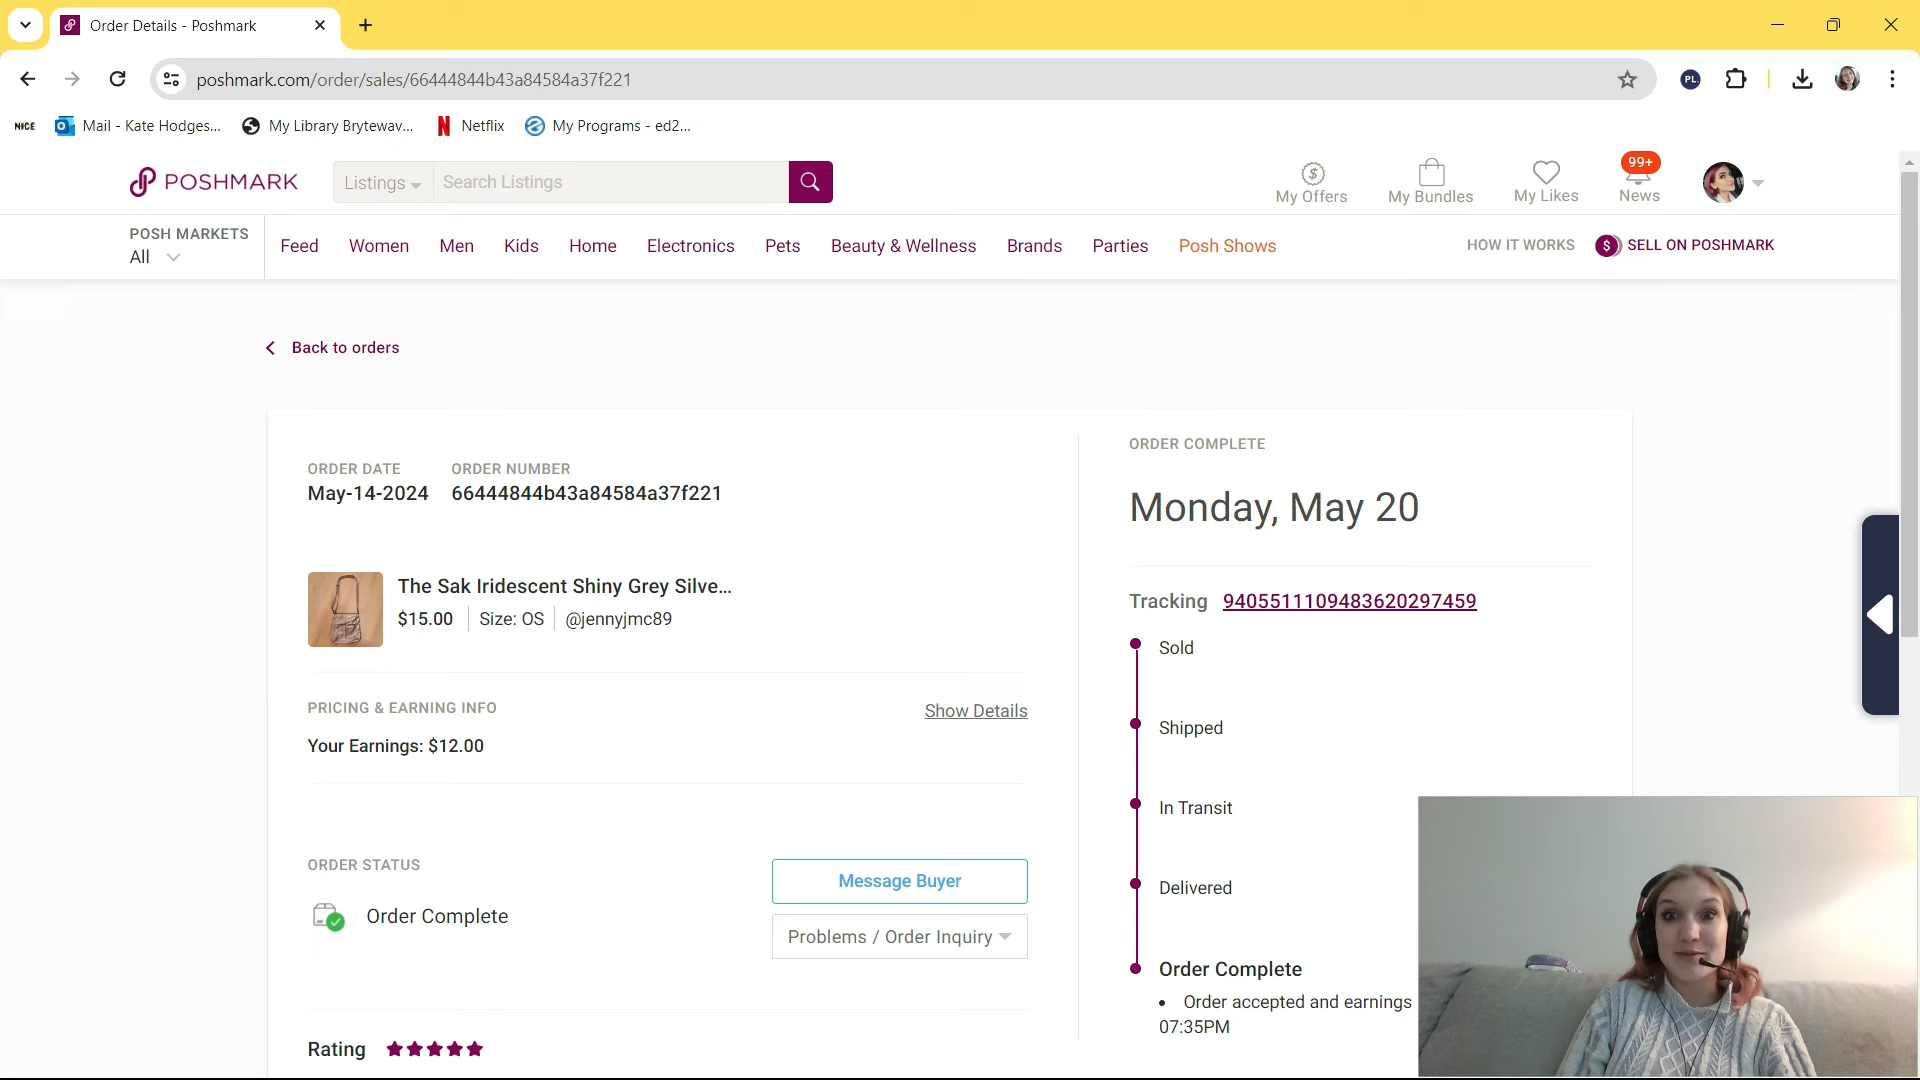 Order Details - Poshmark
poshmark.com/order/sales/66444844b43a84584a37f221
PL
NICE
Mail - Kate Hodges...
My Library Brytewav...
Netflix
My Programs - ed2...
POSHMARK
Listings
Search Listings
My Offers
My Bundles
My Likes
99+
News
POSH MARKETS
All
Feed
Women
Men
Kids
Home
Electronics
Pets
Beauty & Wellness
Brands
Parties
Posh Shows
HOW IT WORKS
$ SELL ON POSHMARK
Back to orders
ORDER DATE
May-14-2024
ORDER NUMBER
66444844b43a84584a37f221
The Sak Iridescent Shiny Grey Silve...
$15.00 Size: OS @jennyjmc89
PRICING & EARNING INFO
Show Details
Your Earnings: $12.00
ORDER STATUS
Order Complete
Message Buyer
Problems / Order Inquiry
Rating
ORDER COMPLETE
Monday, May 20
Tracking 9405511109483620297459
Sold
Shipped
In Transit
Delivered
Order Complete
• Order accepted and earnings
07:35PM